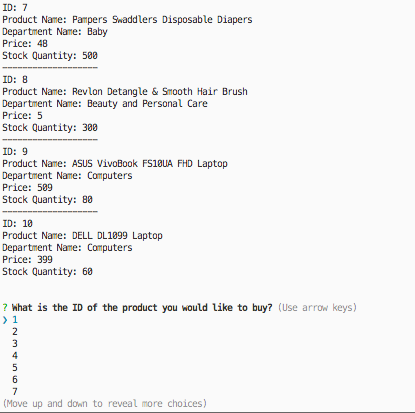 ID: 7
Product Name: Pampers Swaddlers Disposable Diapers
Department Name: Baby
Price: 48
Stock Quantity: 500
-------------------
ID: 8
Product Name: Revlon Detangle & Smooth Hair Brush
Department Name: Beauty and Personal Care
Price: 5
Stock Quantity: 300
-------------------
ID: 9
Product Name: ASUS VivoBook FS10UA FHD Laptop
Department Name: Computers
Price: 509
Stock Quantity: 80
-------------------
ID: 10
Product Name: DELL DL1099 Laptop
Department Name: Computers
Price: 399
Stock Quantity: 60
? What is the ID of the product you would like to buy? (Use arrow keys)
❯ 1
2
3
4
5
6
7
(Move up and down to reveal more choices)